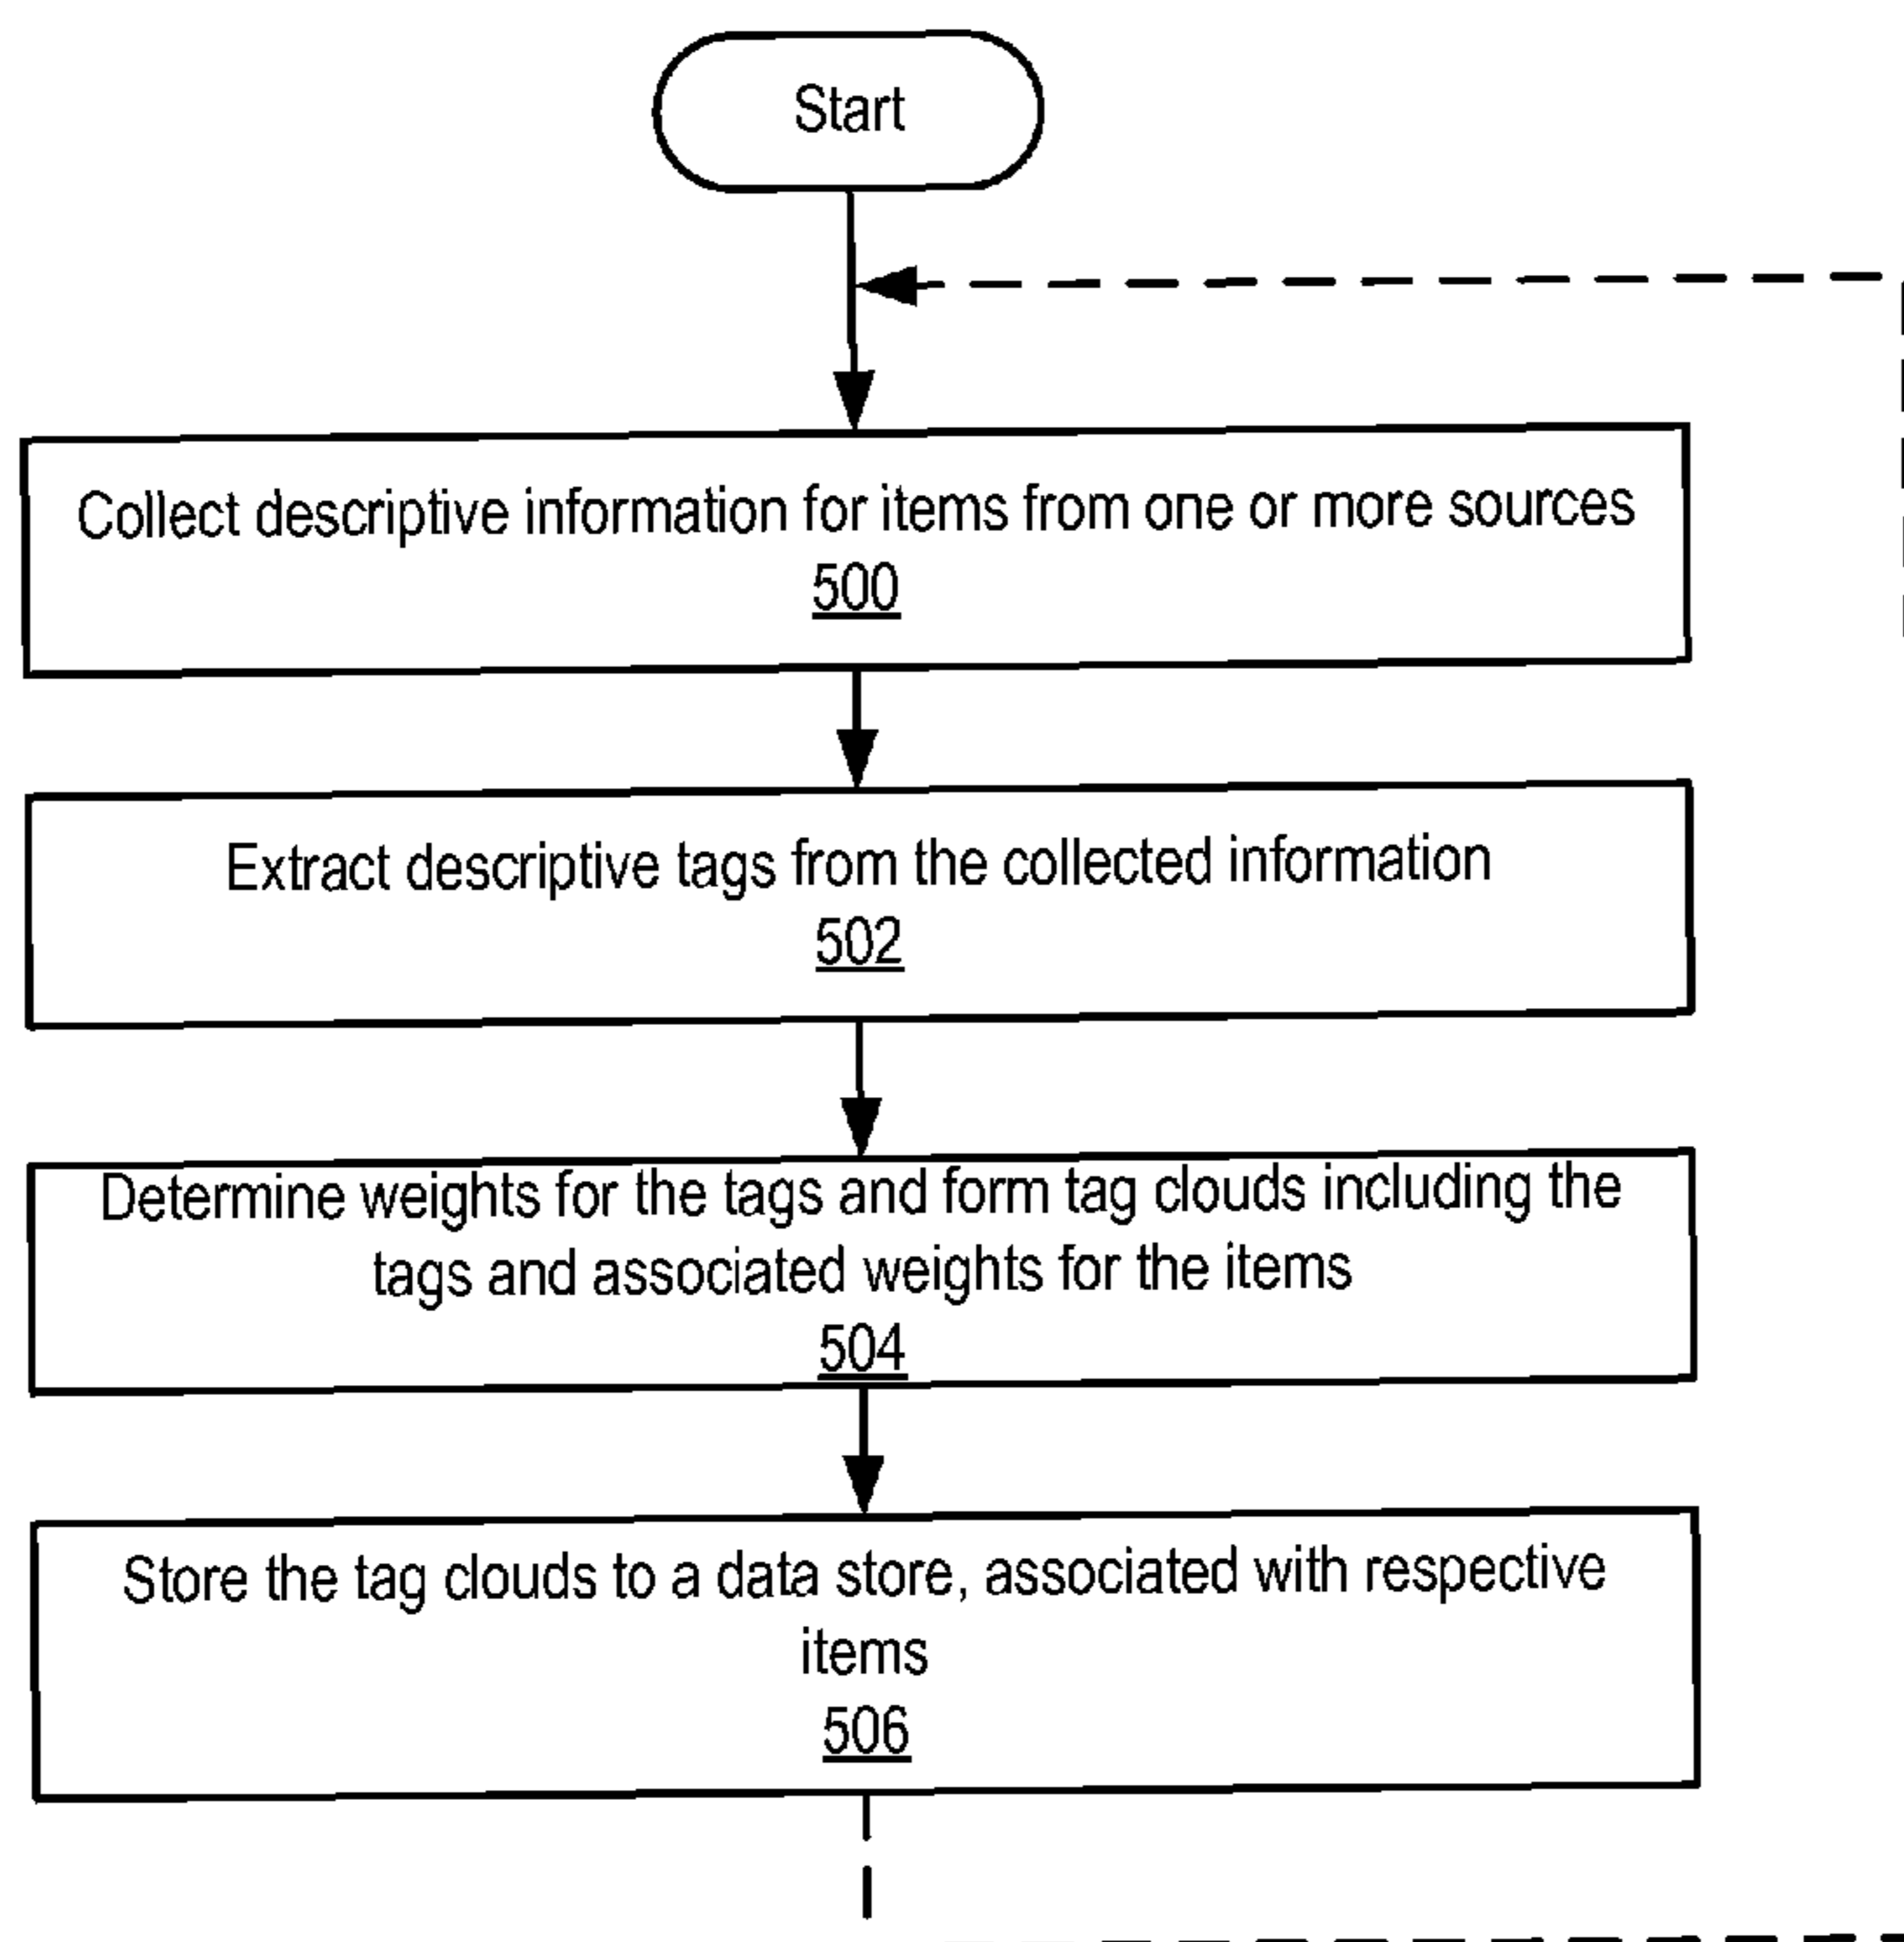 Start
Collect descriptive information for items from one or more sources
500
Extract descriptive tags from the collected information
502
Determine weights for the tags and form tag clouds including the
tags and associated weights for the items
504
Store the tag clouds to a data store, associated with respective
items
506